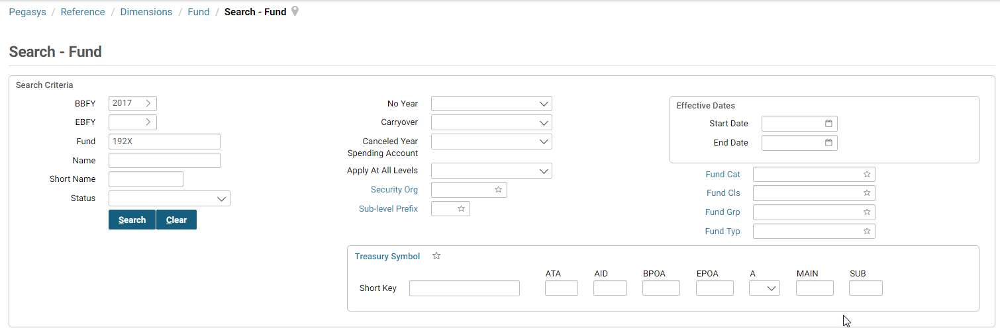 Pegasys / Reference / Dimensions / Fund / Search - Fund
Search - Fund
Search Criteria
BBFY 2017
EBFY
Fund 192X
Name
Short Name
Status
Search Clear
No Year
Carryover
Canceled Year
Spending Account
Apply At All Levels
Security Org
Sub-level Prefix
Effective Dates
Start Date
End Date
Fund Cat
Fund Cls
Fund Grp
Fund Typ
Treasury Symbol
ATA AID BPOA EPOA A MAIN SUB
Short Key